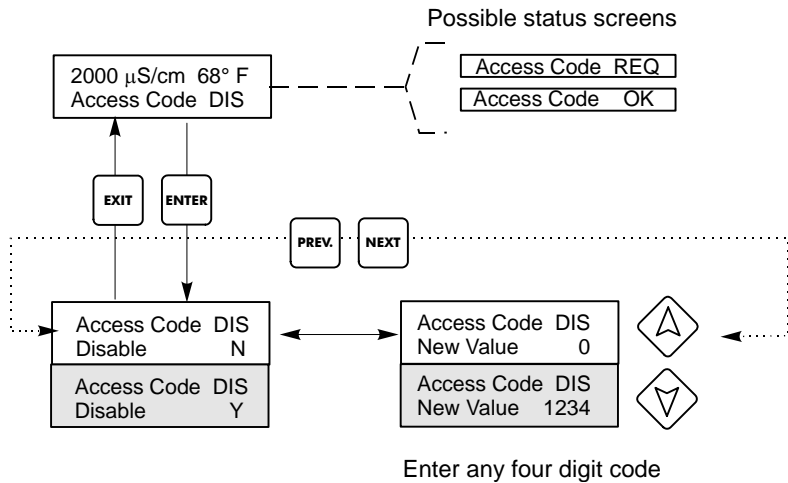 Possible status screens
2000 μS/cm 68° F
Access Code DIS
Access Code REQ
Access Code OK
EXIT
ENTER
PREV.
NEXT
Access Code DIS
Disable N
Access Code DIS
Disable Y
Access Code DIS
New Value 0
Access Code DIS
New Value 1234
Enter any four digit code